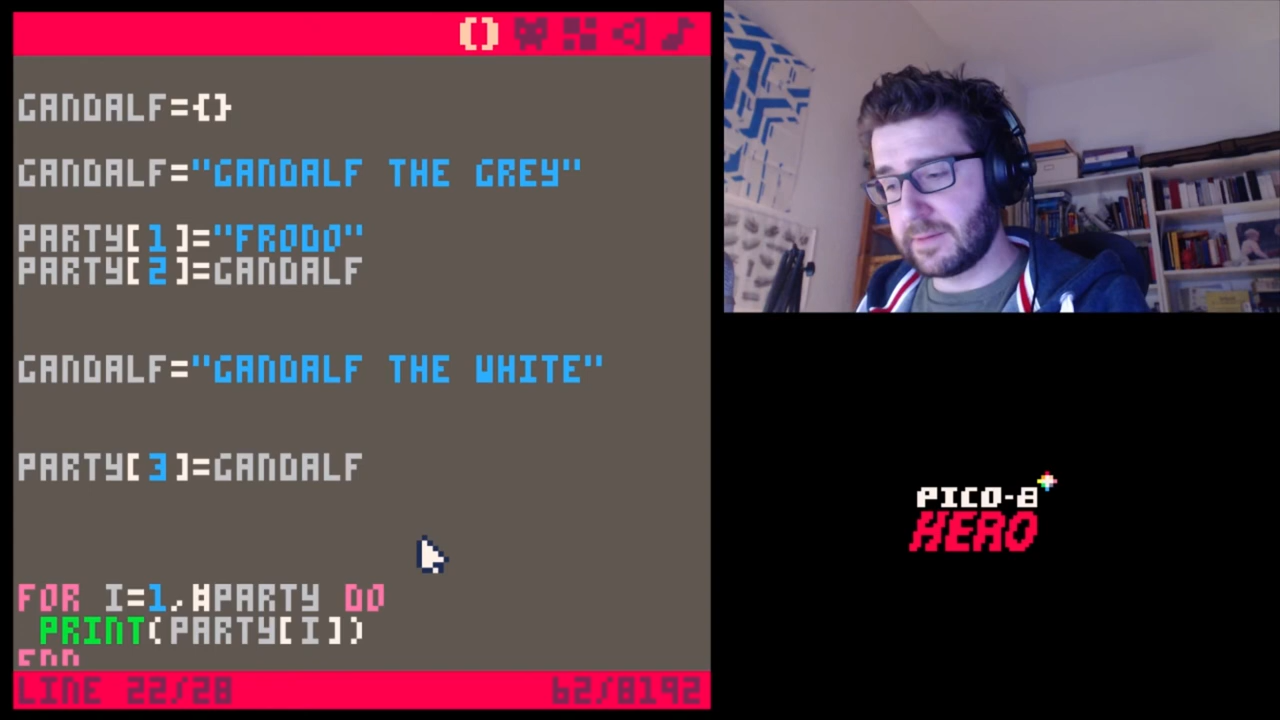 GANDALF={}
GANDALF="GANDALF THE GREY"
PARTY[1]="FRODO"
PARTY[2]=GANDALF
GANDALF="GANDALF THE WHITE"
PARTY[3]=GANDALF
FOR I=1,#PARTY DO
PRINT(PARTY[I])
END
LINE 22/28
62/8192
PICO-8
HERO